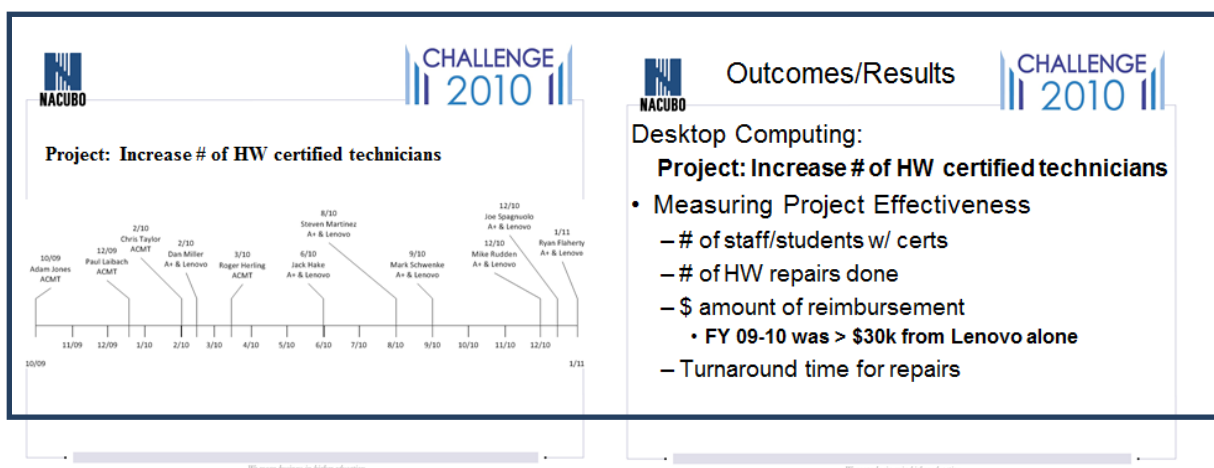 NACUBO
CHALLENGE
2010
Project: Increase # of HW certified technicians
10/09
Adam Jones
ACMT
12/09
Paul Laibach
ACMT
2/10
Chris Taylor
ACMT
2/10
Dan Miller
A+ & Lenovo
3/10
Roger Herling
ACMT
6/10
Jack Hake
A+ & Lenovo
8/10
Steven Martinez
A+ & Lenovo
9/10
Mark Schwenke
A+ & Lenovo
12/10
Mike Rudden
A+ & Lenovo
12/10
Joe Spagnuolo
A+ & Lenovo
1/11
Ryan Flaherty
A+ & Lenovo
11/09 12/09 1/10 2/10 3/10 4/10 5/10 6/10 7/10 8/10 9/10 10/10 11/10 12/10
10/09 1/11
NACUBO
Outcomes/Results
CHALLENGE
2010
Desktop Computing:
Project: Increase # of HW certified technicians
• Measuring Project Effectiveness
– # of staff/students w/ certs
– # of HW repairs done
– $ amount of reimbursement
• FY 09-10 was > $30k from Lenovo alone
– Turnaround time for repairs